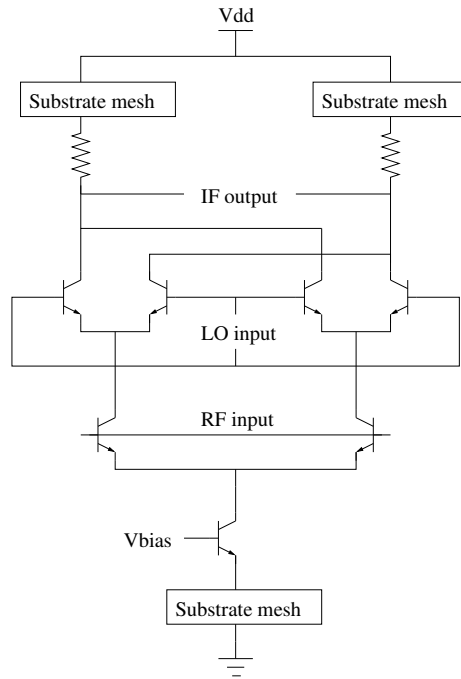 Vdd
Substrate mesh
Substrate mesh
IF output
LO input
RF input
Vbias
Substrate mesh